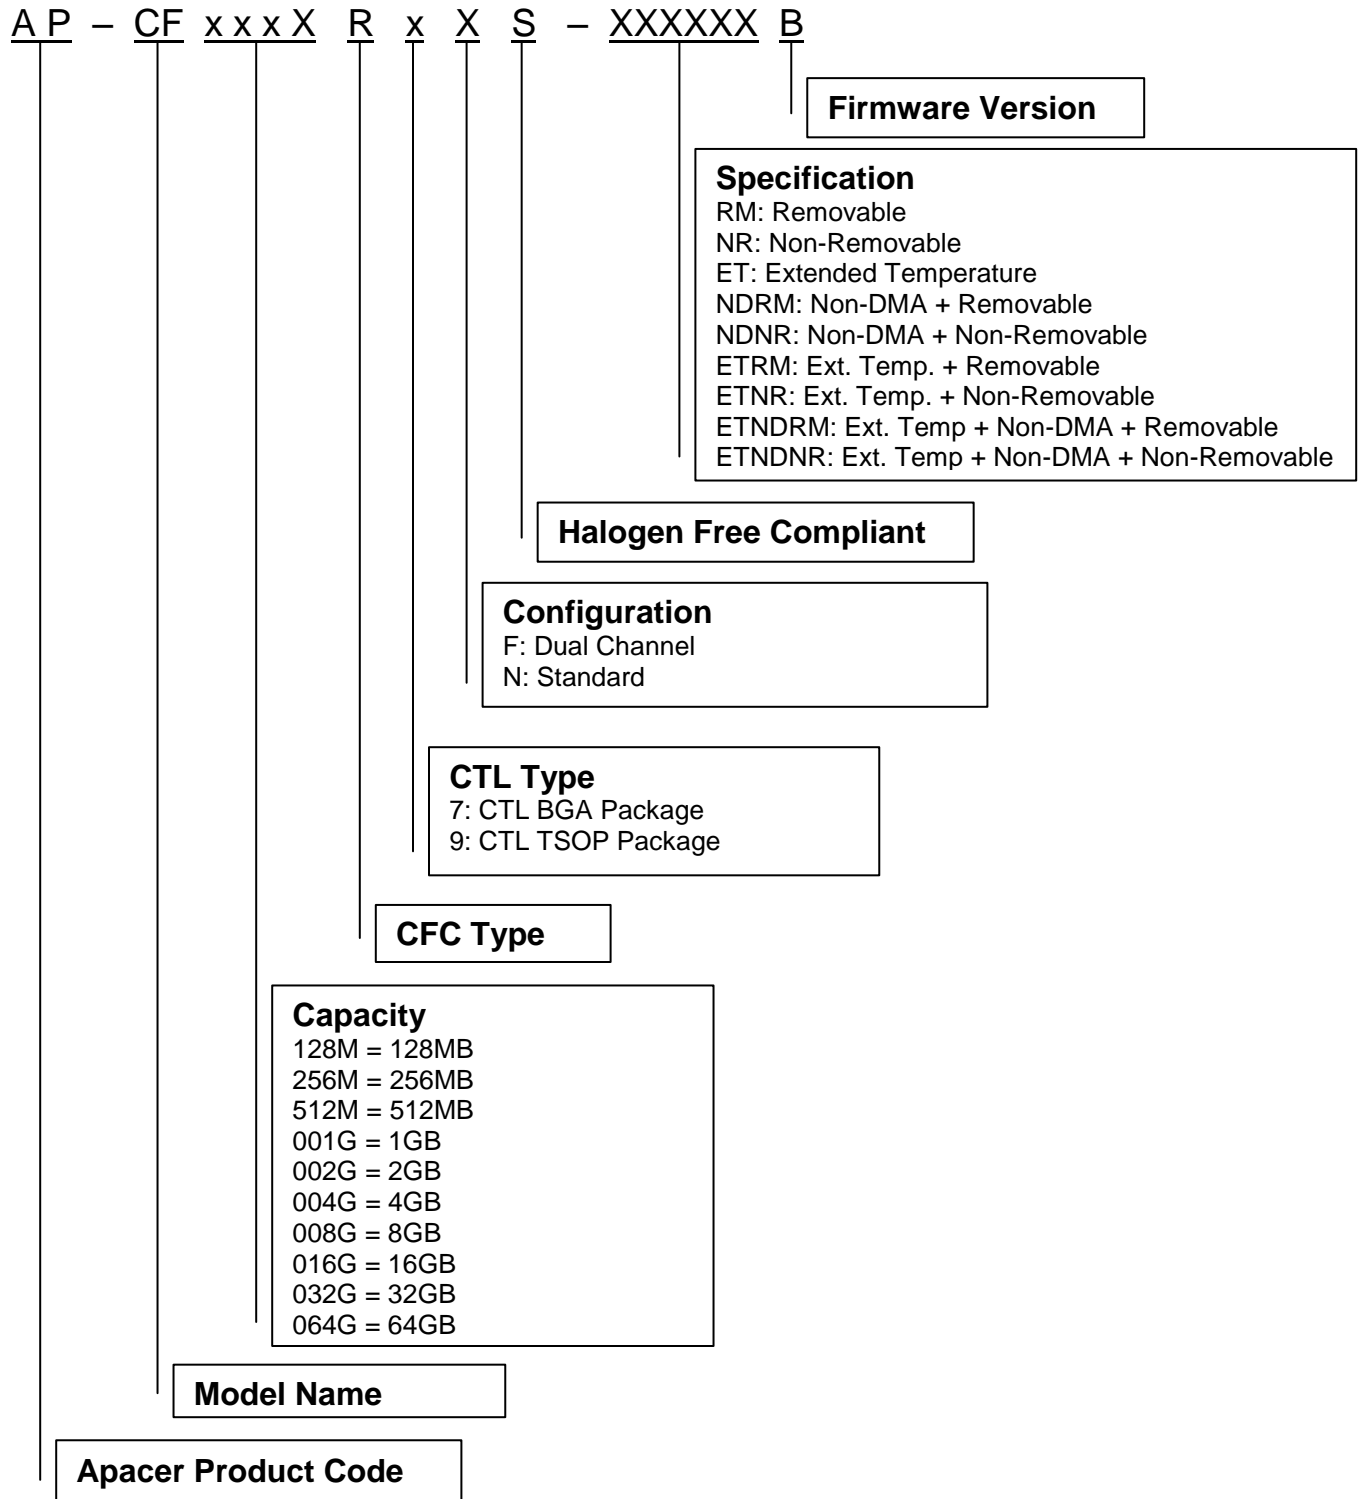 A P – CF x x x X R x X S – XXXXXX B
Firmware Version
Specification
RM: Removable
NR: Non-Removable
ET: Extended Temperature
NDRM: Non-DMA + Removable
NDNR: Non-DMA + Non-Removable
ETRM: Ext. Temp. + Removable
ETNR: Ext. Temp. + Non-Removable
ETNDRM: Ext. Temp + Non-DMA + Removable
ETNDNR: Ext. Temp + Non-DMA + Non-Removable
Halogen Free Compliant
Configuration
F: Dual Channel
N: Standard
CTL Type
7: CTL BGA Package
9: CTL TSOP Package
CFC Type
Capacity
128M = 128MB
256M = 256MB
512M = 512MB
001G = 1GB
002G = 2GB
004G = 4GB
008G = 8GB
016G = 16GB
032G = 32GB
064G = 64GB
Model Name
Apacer Product Code